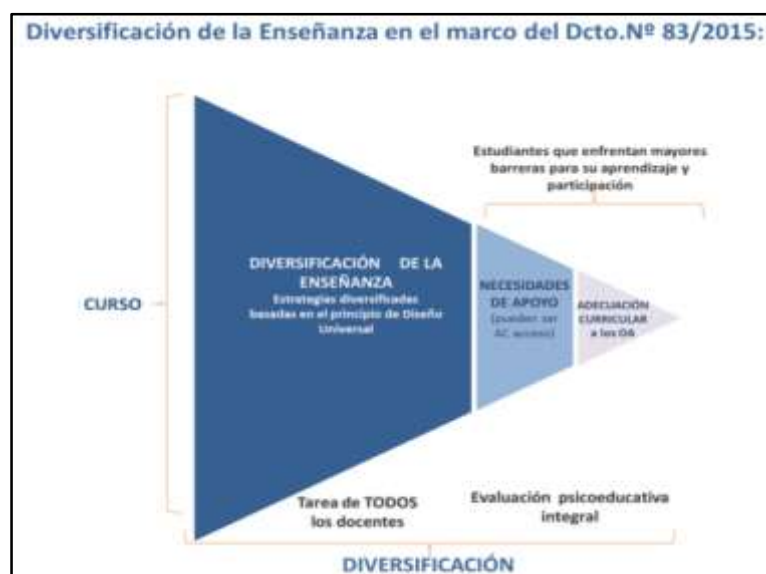 Diversificación de la Enseñanza en el marco del Dcto.Nº 83/2015:
Estudiantes que enfrentan mayores
barreras para su aprendizaje y
participación
CURSO
DIVERSIFICACIÓN DE LA
ENSEÑANZA
Estrategias diversificadas
basadas en el principio de Diseño
Universal
NECESIDADES
DE APOYO
(pueden ser
AC acceso)
ADECUACIÓN
CURRICULAR
a los OA
Tarea de TODOS
los docentes
Evaluación psicoeducativa
integral
DIVERSIFICACIÓN